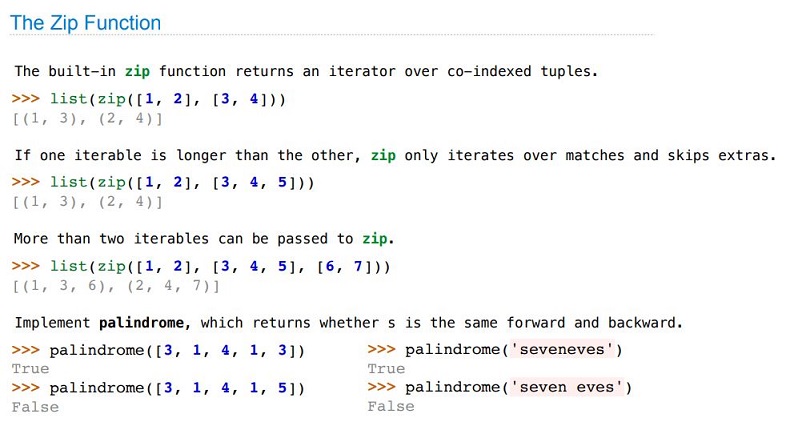 The Zip Function
The built-in zip function returns an iterator over co-indexed tuples.
>>> list(zip([1, 2], [3, 4]))
[(1, 3), (2, 4)]
If one iterable is longer than the other, zip only iterates over matches and skips extras.
>>> list(zip([1, 2], [3, 4, 5]))
[(1, 3), (2, 4)]
More than two iterables can be passed to zip.
>>> list(zip([1, 2], [3, 4, 5], [6, 7]))
[(1, 3, 6), (2, 4, 7)]
Implement palindrome, which returns whether s is the same forward and backward.
>>> palindrome([3, 1, 4, 1, 3])
True
>>> palindrome([3, 1, 4, 1, 5])
False
>>> palindrome('seveneves')
True
>>> palindrome('seven eves')
False